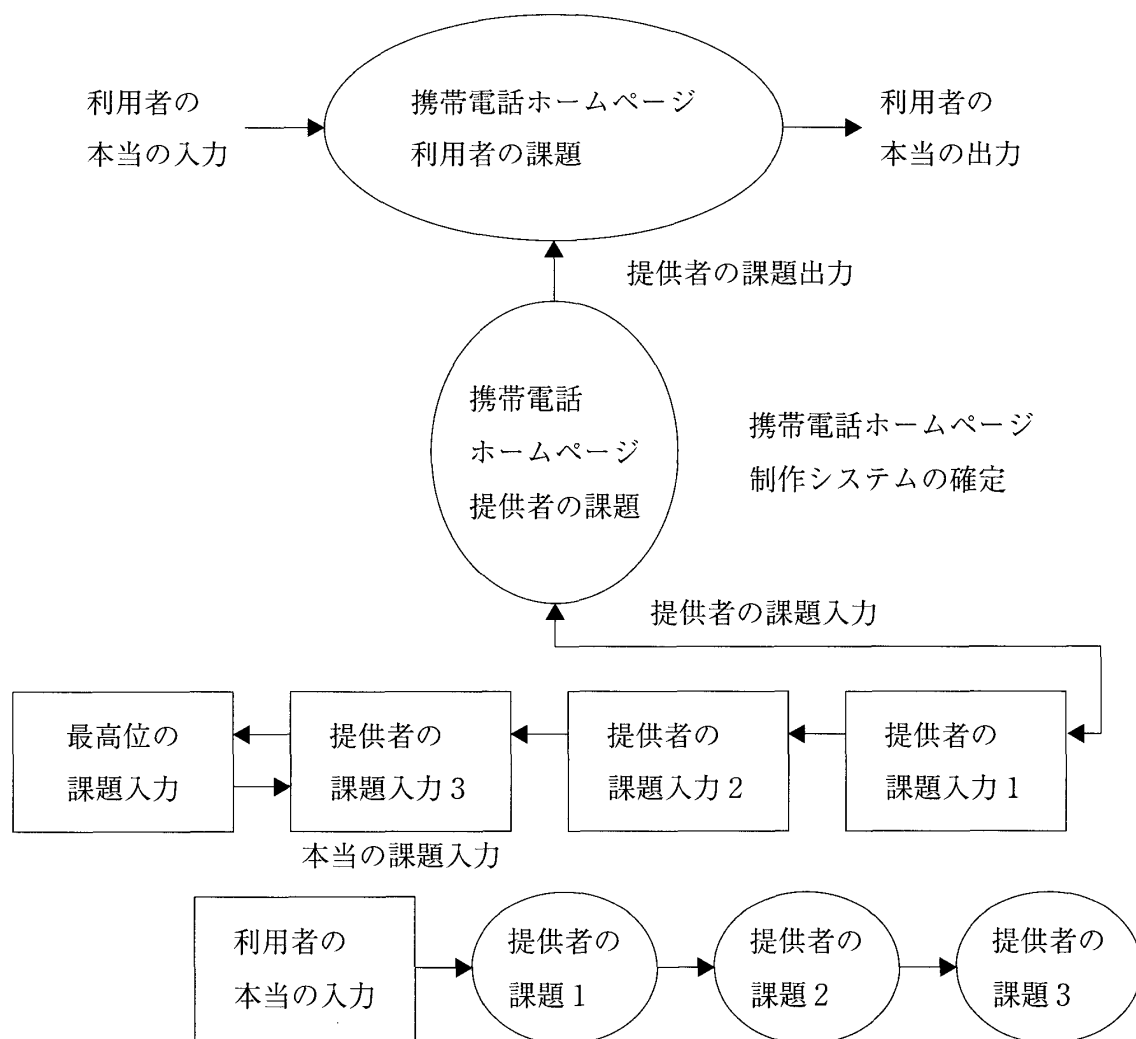 利用者の
本当の入力
携帯電話ホームページ
利用者の課題
利用者の
本当の出力
提供者の課題出力
携帯電話
ホームページ
提供者の課題
携帯電話ホームページ
制作システムの確定
提供者の課題入力
最高位の
課題入力
提供者の
課題入力3
提供者の
課題入力2
提供者の
課題入力1
本当の課題入力
利用者の
本当の入力
提供者の
課題1
提供者の
課題2
提供者の
課題3